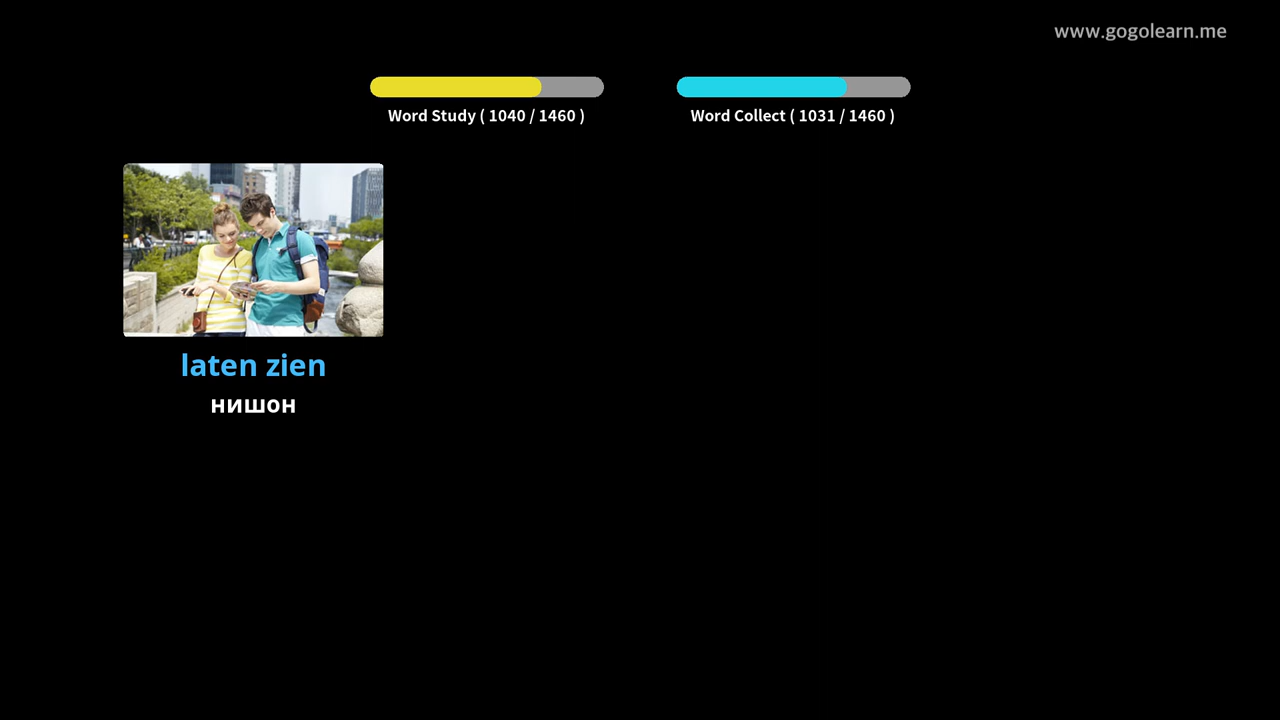 www.gogolearn.me
Word Study ( 1040 / 1460 )
Word Collect ( 1031 / 1460 )
laten zien
нишон